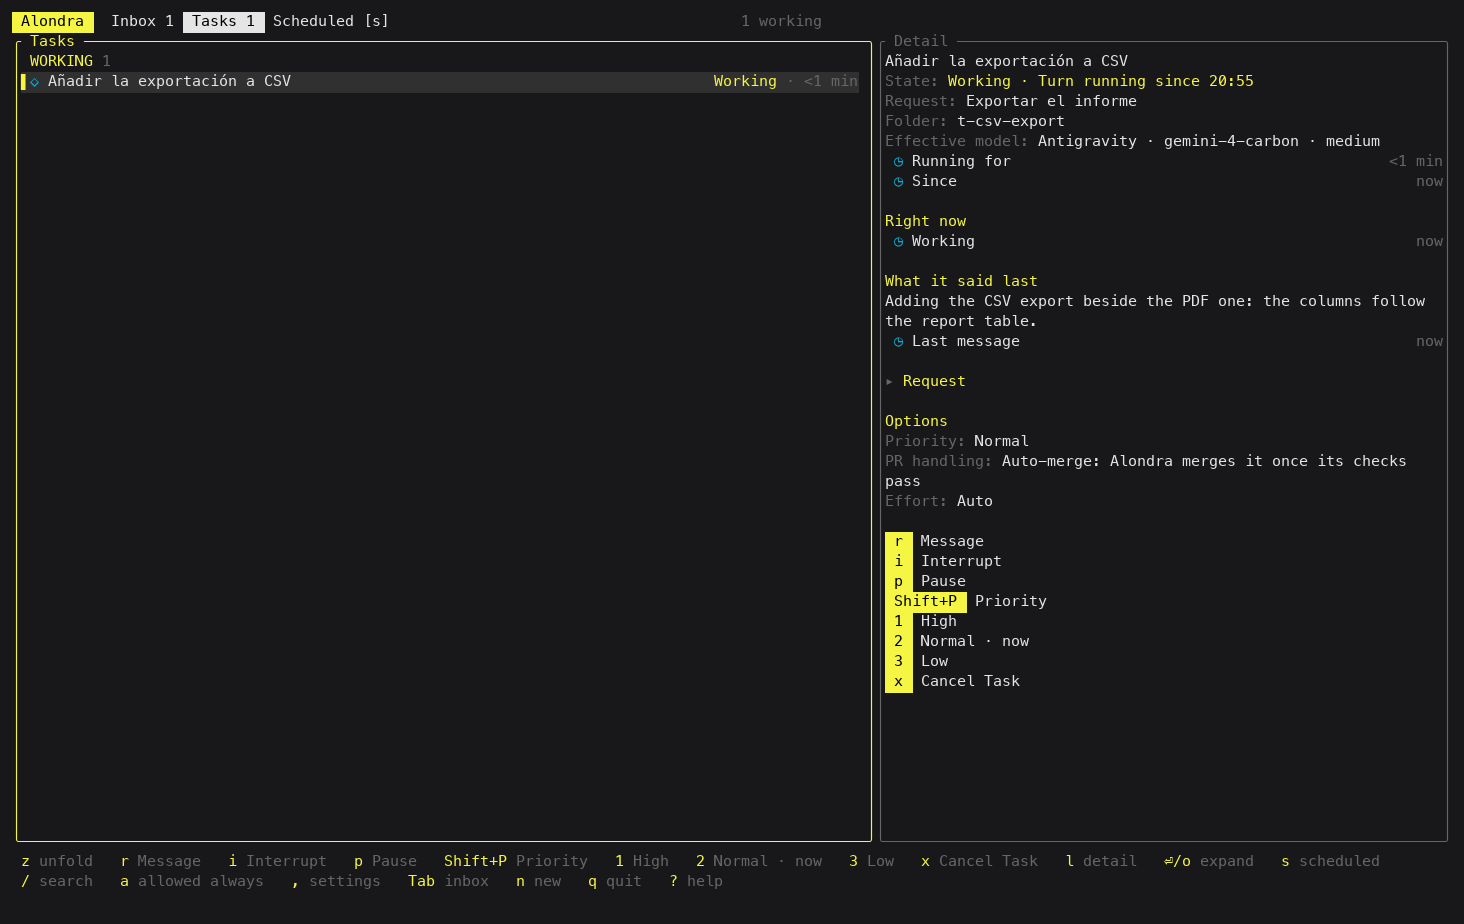 Alondra Inbox 1 Tasks 1 Scheduled [s] 1 working
Tasks
WORKING 1
◇ Añadir la exportación a CSV Working · <1 min
Detail
Añadir la exportación a CSV
State: Working · Turn running since 20:55
Request: Exportar el informe
Folder: t-csv-export
Effective model: Antigravity · gemini-4-carbon · medium
◷ Running for <1 min
◷ Since now
Right now
◷ Working now
What it said last
Adding the CSV export beside the PDF one: the columns follow
the report table.
◷ Last message now
▸ Request
Options
Priority: Normal
PR handling: Auto-merge: Alondra merges it once its checks
pass
Effort: Auto
r Message
i Interrupt
p Pause
Shift+P Priority
1 High
2 Normal · now
3 Low
x Cancel Task
z unfold r Message i Interrupt p Pause Shift+P Priority 1 High 2 Normal · now 3 Low x Cancel Task l detail ⏎/o expand s scheduled
/ search a allowed always , settings Tab inbox n new q quit ? help